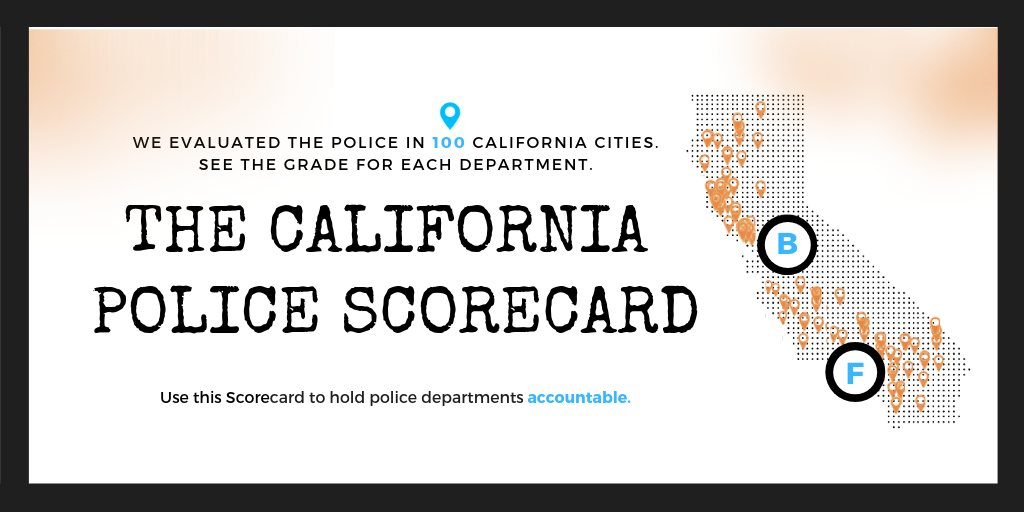 WE EVALUATED THE POLICE IN 100 CALIFORNIA CITIES.
SEE THE GRADE FOR EACH DEPARTMENT.
THE CALIFORNIA
POLICE SCORECARD
Use this Scorecard to hold police departments accountable.
B
F